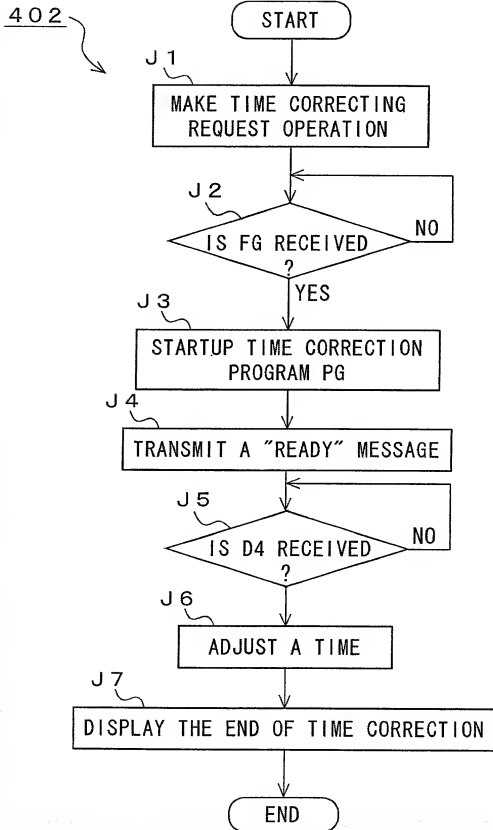 402
START
J1
MAKE TIME CORRECTING
REQUEST OPERATION
J2
IS FG RECEIVED
?
NO
YES
J3
STARTUP TIME CORRECTION
PROGRAM PG
J4
TRANSMIT A "READY" MESSAGE
J5
IS D4 RECEIVED
?
NO
J6
ADJUST A TIME
J7
DISPLAY THE END OF TIME CORRECTION
END